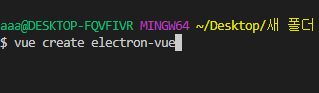 aaa@DESKTOP-FQVFIVR MINGW64 ~/Desktop/새 폴더
$ vue create electron-vue